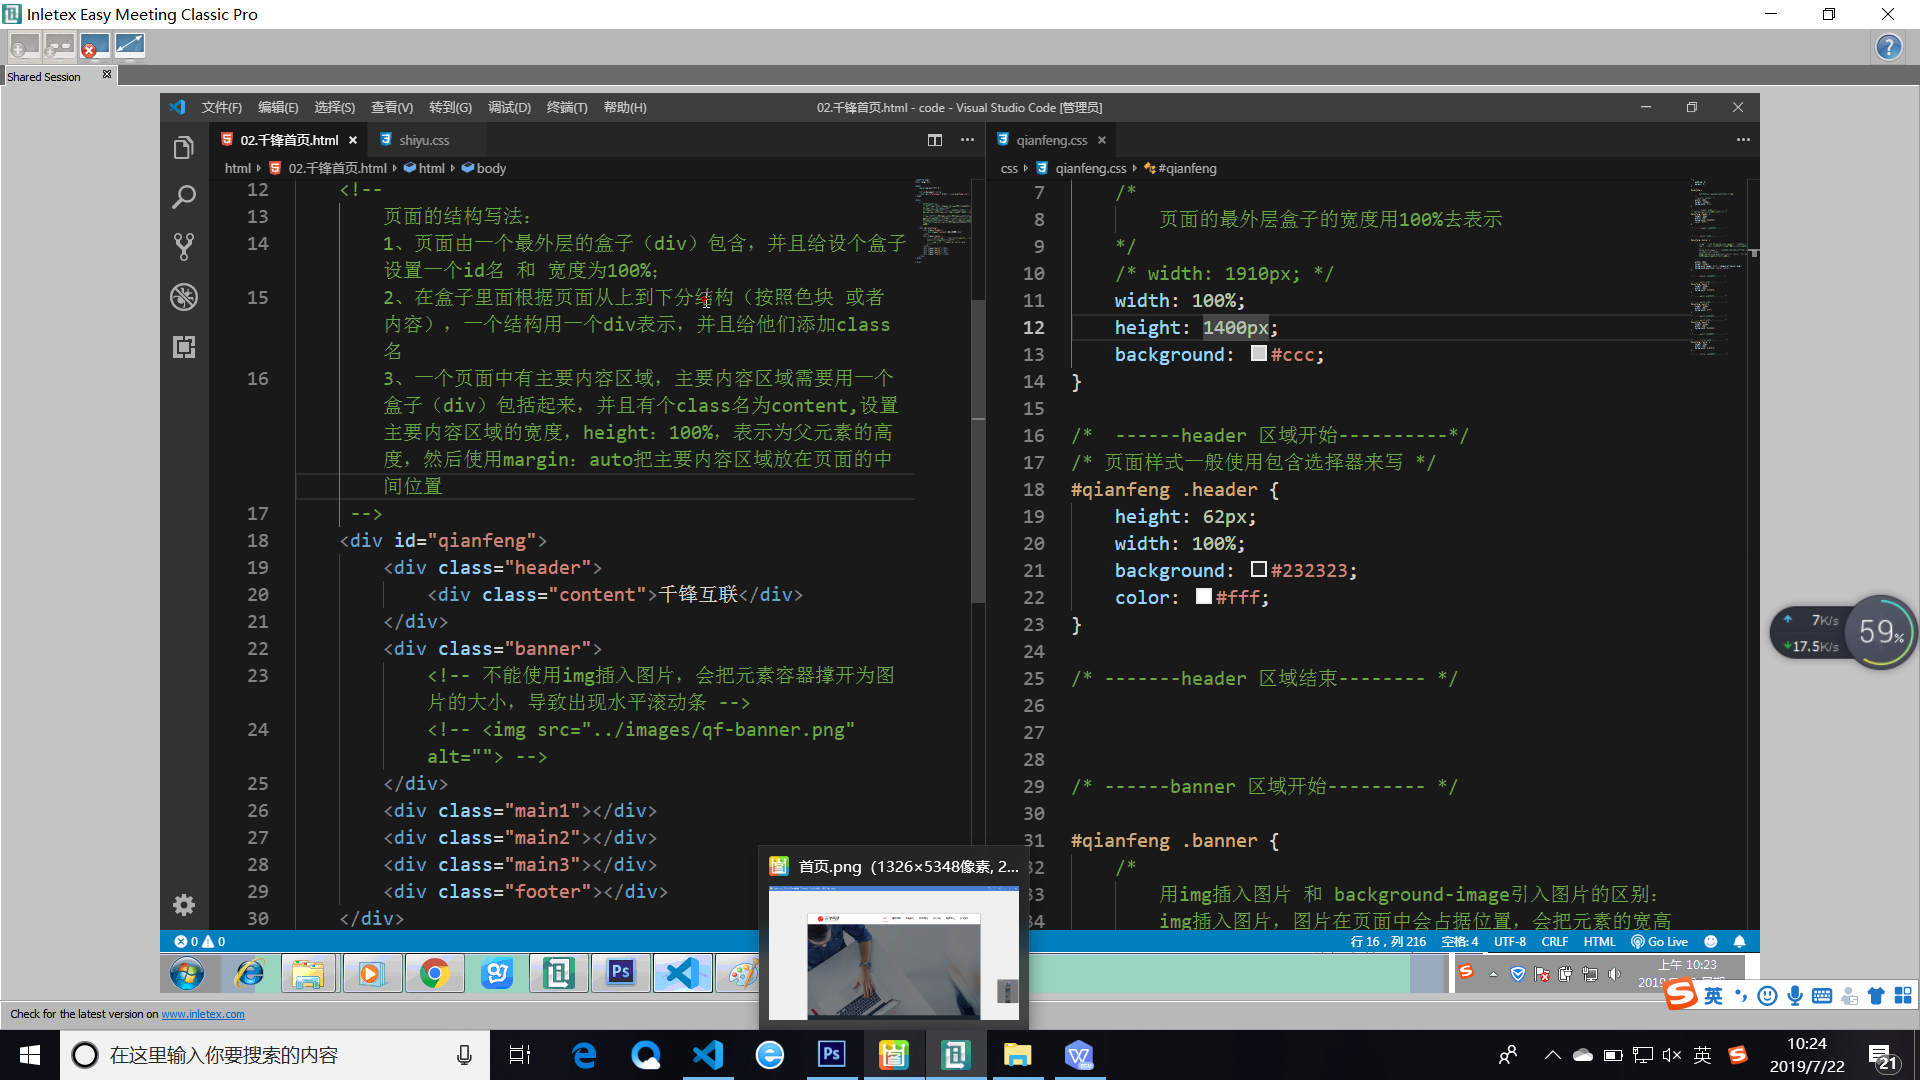 Inletex Easy Meeting Classic Pro
Shared Session
文件(F) 编辑(E) 选择(S) 查看(V) 转到(G) 调试(D) 终端(T) 帮助(H)
02.千锋首页.html - code - Visual Studio Code [管理员]
02.千锋首页.html
shiyu.css
html 02.千锋首页.html html body
12 <!--
13 页面的结构写法:
14 1、页面由一个最外层的盒子（div）包含，并且给设个盒子
设置一个id名 和 宽度为100%;
15 2、在盒子里面根据页面从上到下分结构（按照色块 或者
内容），一个结构用一个div表示，并且给他们添加class
名
16 3、一个页面中有主要内容区域，主要内容区域需要用一个
盒子（div）包括起来，并且有个class名为content,设置
主要内容区域的宽度，height: 100%，表示为父元素的高
度，然后使用margin: auto把主要内容区域放在页面的中
间位置
17 -->
18 <div id="qianfeng">
19 <div class="header">
20 <div class="content">千锋互联</div>
21 </div>
22 <div class="banner">
23 <!-- 不能使用img插入图片，会把元素容器撑开为图
片的大小，导致出现水平滚动条 -->
24 <!-- <img src="../images/qf-banner.png"
alt=""> -->
25 </div>
26 <div class="main1"></div>
27 <div class="main2"></div>
28 <div class="main3"></div>
29 <div class="footer"></div>
30 </div>
qianfeng.css
css qianfeng.css #qianfeng
7 /*
8 页面的最外层盒子的宽度用100%去表示
9 */
10 /* width: 1910px; */
11 width: 100%;
12 height: 1400px;
13 background: #ccc;
14 }
15
16 /* ------header 区域开始----------*/
17 /* 页面样式一般使用包含选择器来写 */
18 #qianfeng .header {
19 height: 62px;
20 width: 100%;
21 background: #232323;
22 color: #fff;
23 }
24
25 /* -------header 区域结束-------- */
26
27
28
29 /* ------banner 区域开始--------- */
30
31 #qianfeng .banner {
32 /*
33 用img插入图片 和 background-image引入图片的区别:
34 img插入图片，图片在页面中会占据位置，会把元素的宽高
首页.png (1326×5348像素, 2...
0 0
行 16，列 216 空格: 4 UTF-8 CRLF HTML Go Live
上午 10:23
英
7K/s
17.5K/s
59%
Check for the latest version on www.inletex.com
在这里输入你要搜索的内容
英
10:24
2019/7/22
21